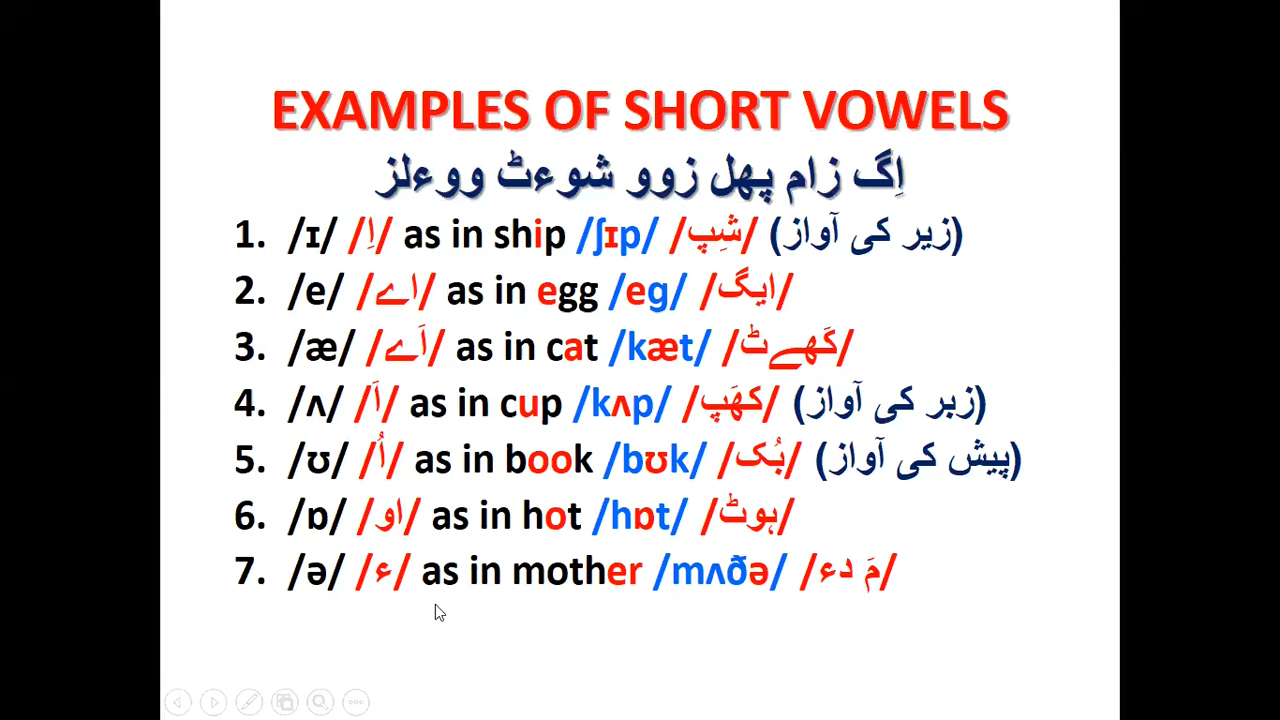 EXAMPLES OF SHORT VOWELS
اِگ زام پھل زوو شوءٹ ووءلز
1. /ɪ/ /اِ/ as in ship /ʃɪp/ /شِپ/ (زیر کی آواز)
2. /e/ /اے/ as in egg /eg/ /ایگ/
3. /æ/ /اَے/ as in cat /kæt/ /کَھےٹ/
4. /ʌ/ /اَ/ as in cup /kʌp/ /کھَپ/ (زبر کی آواز)
5. /ʊ/ /اُ/ as in book /bʊk/ /بُک/ (پیش کی آواز)
6. /ɒ/ /او/ as in hot /hɒt/ /ہوٹ/
7. /ə/ /ء/ as in mother /mʌðə/ /مَ دء/